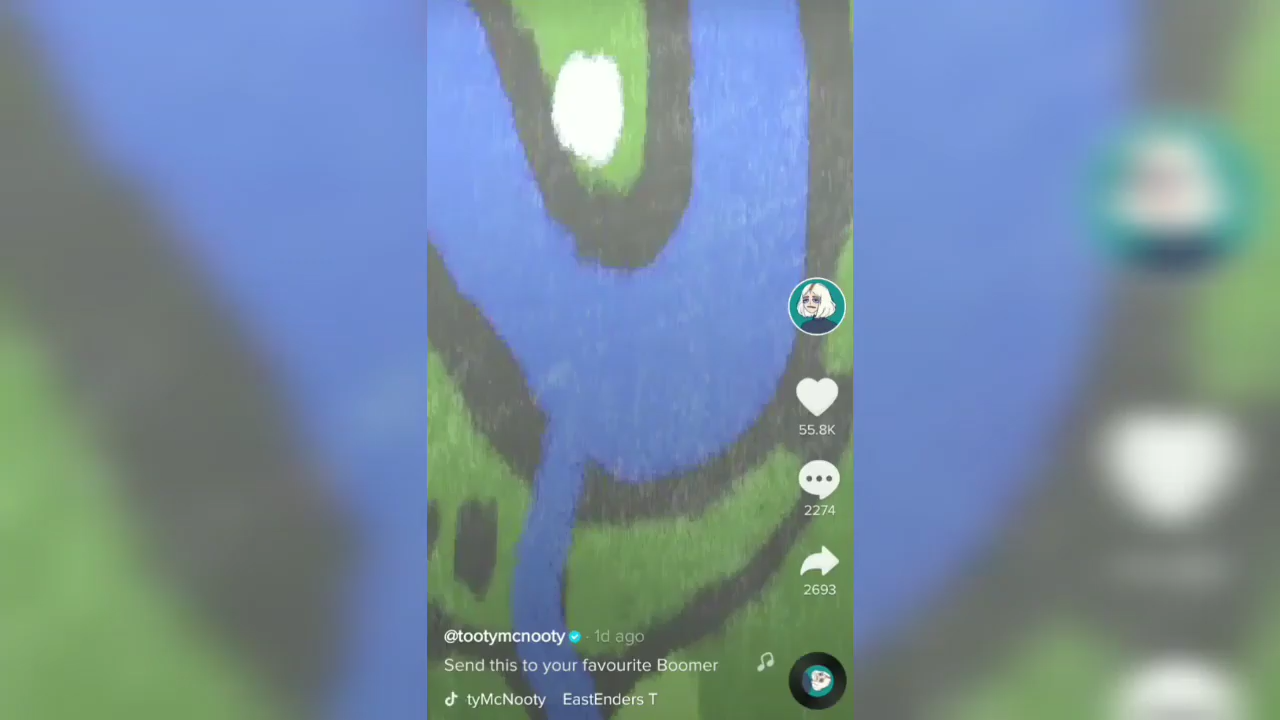 55.8K
2274
2693
@tootymcnooty - 1d ago
Send this to your favourite Boomer
tyMcNooty EastEnders T